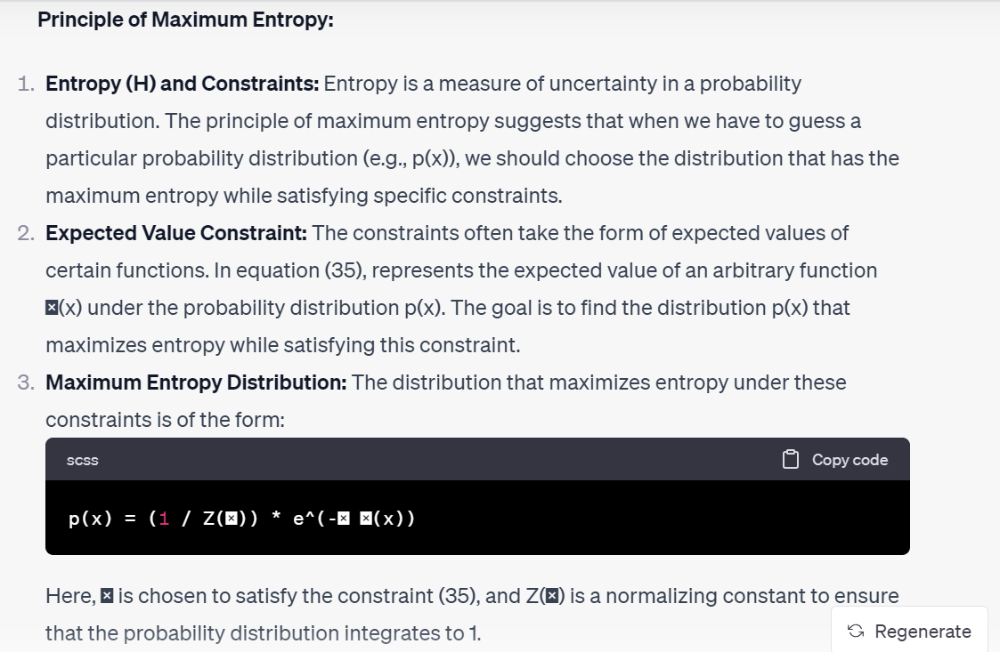 Principle of Maximum Entropy:
1. Entropy (H) and Constraints: Entropy is a measure of uncertainty in a probability
distribution. The principle of maximum entropy suggests that when we have to guess a
particular probability distribution (e.g., p(x)), we should choose the distribution that has the
maximum entropy while satisfying specific constraints.
2. Expected Value Constraint: The constraints often take the form of expected values of
certain functions. In equation (35), represents the expected value of an arbitrary function
⍰(x) under the probability distribution p(x). The goal is to find the distribution p(x) that
maximizes entropy while satisfying this constraint.
3. Maximum Entropy Distribution: The distribution that maximizes entropy under these
constraints is of the form:
scss Copy code
p(x) = (1 / Z(⍰)) * e^(-⍰ ⍰(x))
Here, ⍰ is chosen to satisfy the constraint (35), and Z(⍰) is a normalizing constant to ensure
that the probability distribution integrates to 1.
Regenerate